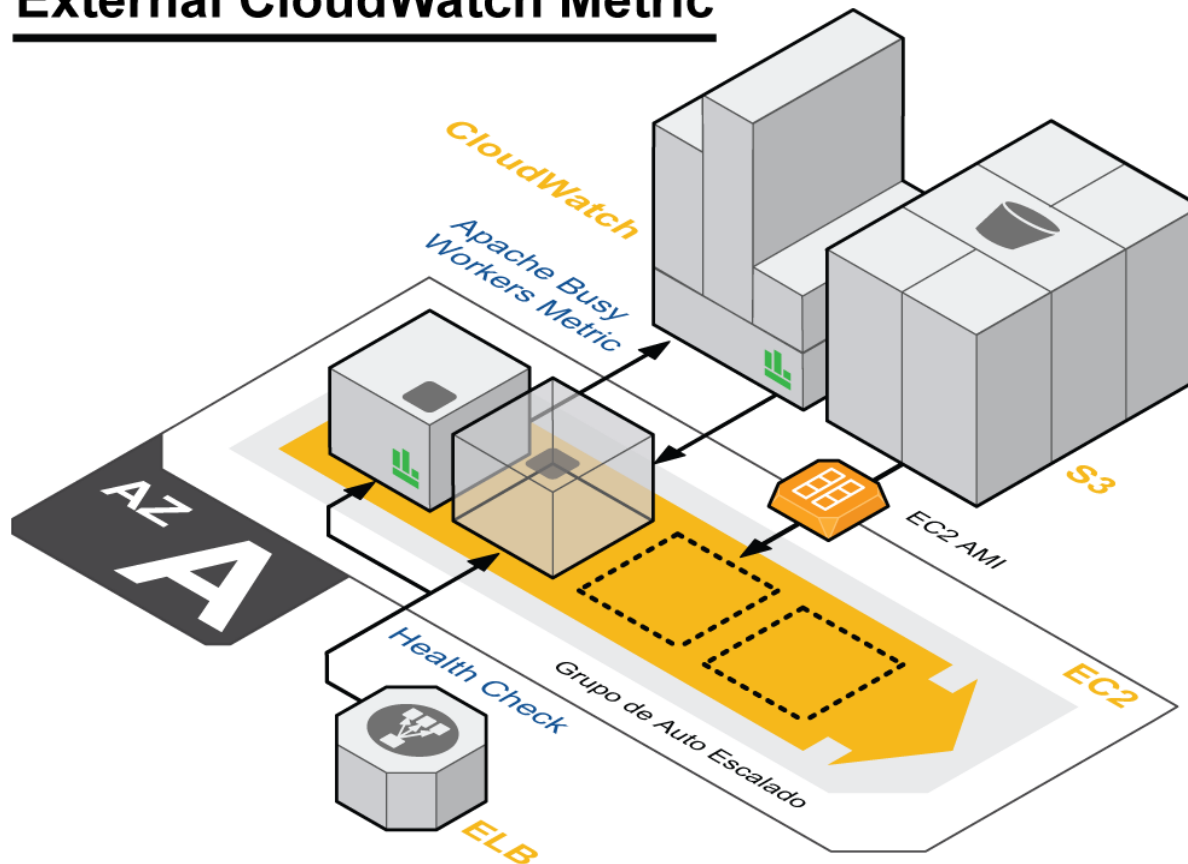 External CloudWatch Metric
CloudWatch
Apache Busy
Workers Metric
S3
EC2 AMI
AZ
A
EC2
Health Check
Grupo de Auto Escalado
ELB